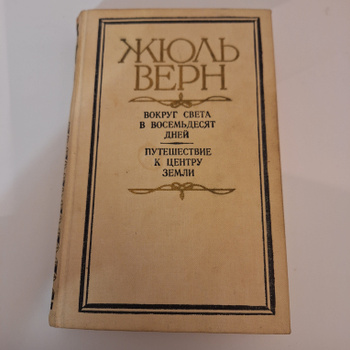 ЖЮЛЬ
ВЕРН
ВОКРУГ СВЕТА
В ВОСЕМЬДЕСЯТ
ДНЕЙ
ПУТЕШЕСТВИЕ
К ЦЕНТРУ
ЗЕМЛИ